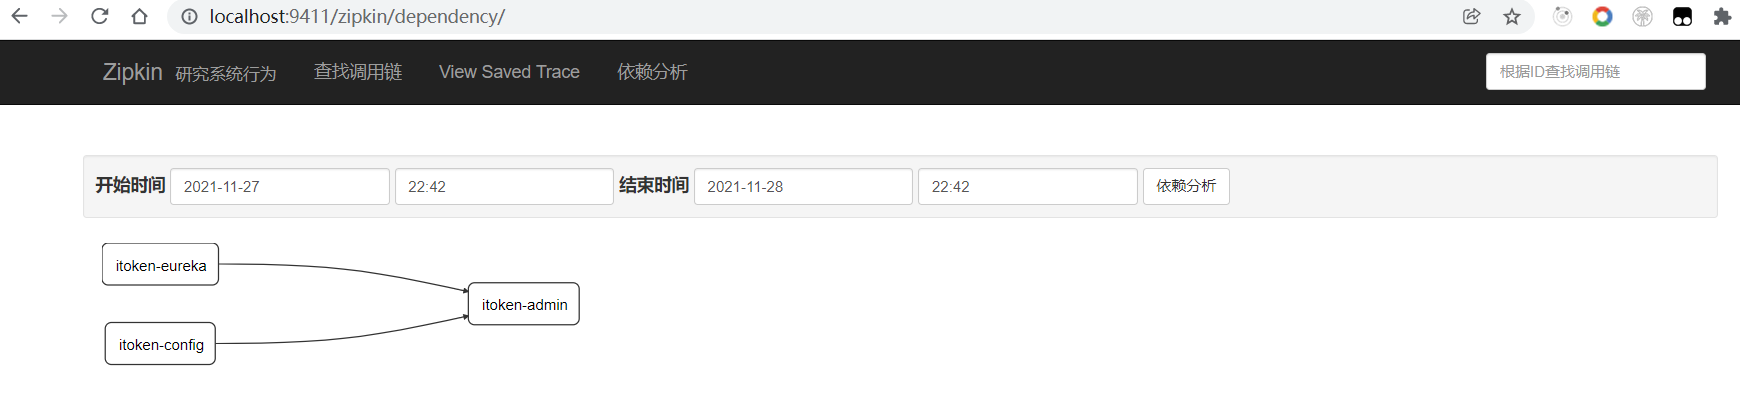 localhost:9411/zipkin/dependency/
Zipkin 研究系统行为 查找调用链 View Saved Trace 依赖分析 根据ID查找调用链
开始时间 2021-11-27 22:42 结束时间 2021-11-28 22:42 依赖分析
itoken-eureka
itoken-admin
itoken-config